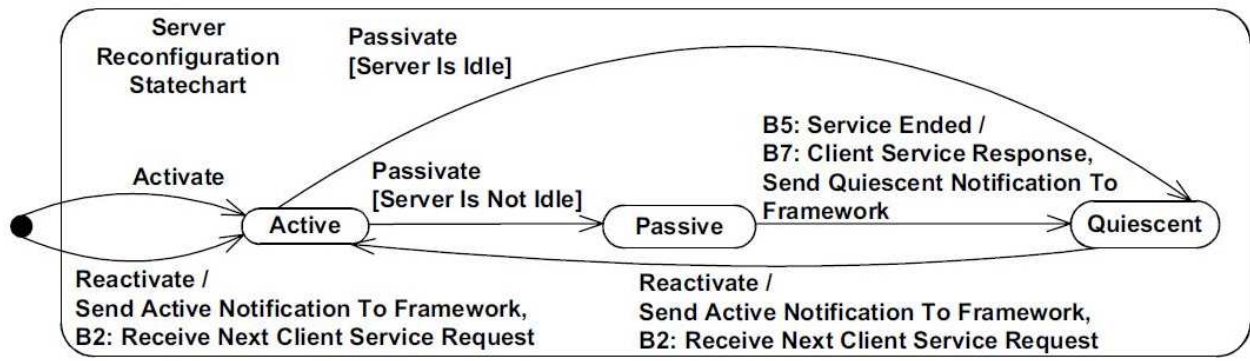 Server
Reconfiguration
Statechart
Passivate
[Server Is Idle]
Activate
Passivate
[Server Is Not Idle]
B5: Service Ended /
B7: Client Service Response,
Send Quiescent Notification To
Framework
Active
Passive
Quiescent
Reactivate /
Send Active Notification To Framework,
B2: Receive Next Client Service Request
Reactivate /
Send Active Notification To Framework,
B2: Receive Next Client Service Request